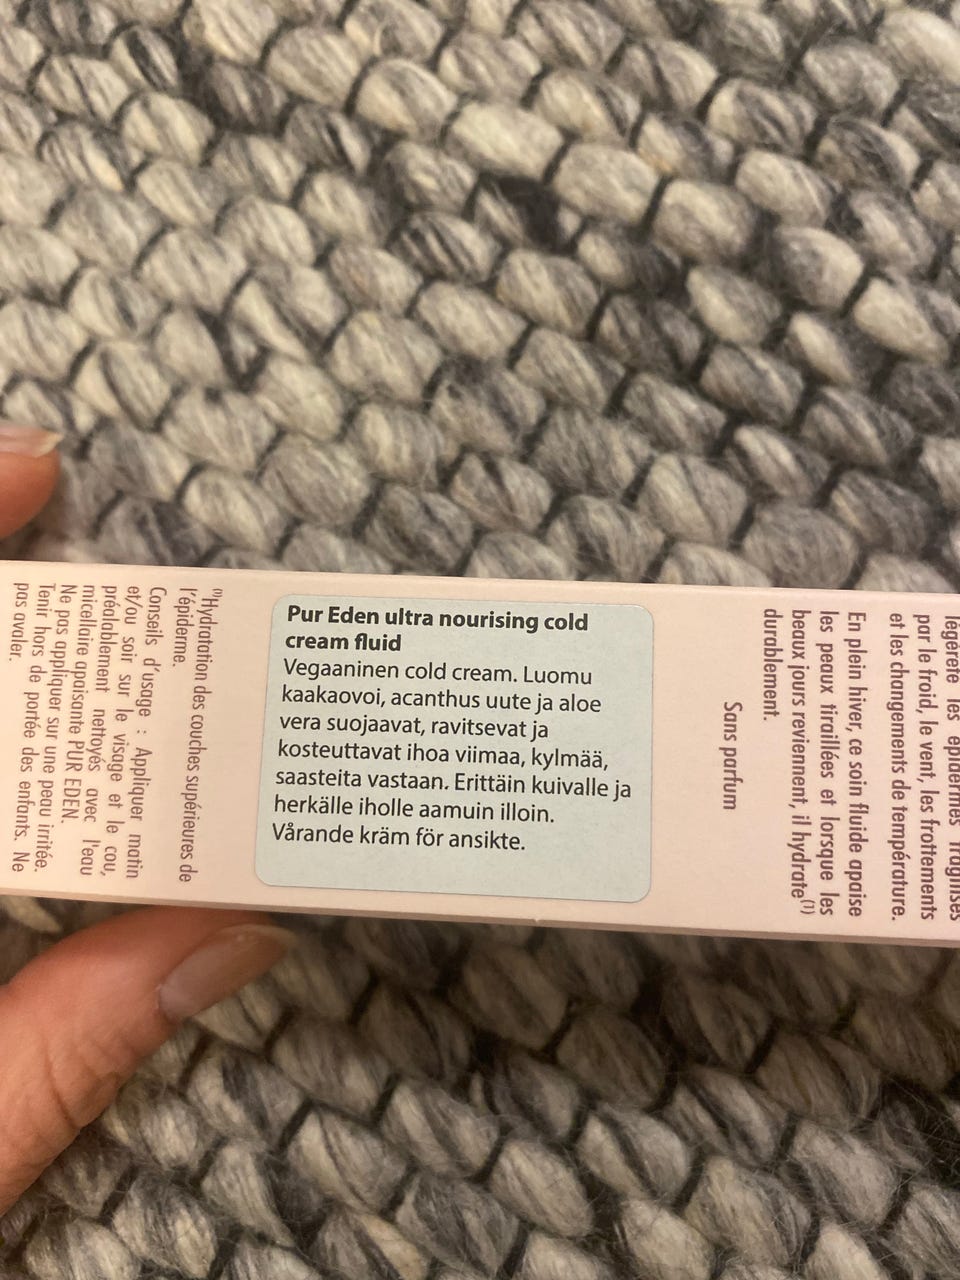 Pur Eden ultra nourising cold
cream fluid
Vegaaninen cold cream. Luomu
kaakaovoi, acanthus uute ja aloe
vera suojaavat, ravitsevat ja
kosteuttavat ihoa viimaa, kylmää,
saasteita vastaan. Erittäin kuivalle ja
herkälle iholle aamuin illoin.
Vårande kräm för ansikte.
légèreté les épidermes fragilisés
par le froid, le vent, les frottements
et les changements de température.
En plein hiver, ce soin fluide apaise
les peaux tiraillées et lorsque les
beaux jours reviennent, il hydrate(1)
durablement.
Sans parfum
(1)Hydratation des couches supérieures de
l'épiderme.
Conseils d'usage : Appliquer matin
et/ou soir sur le visage et le cou,
préalablement nettoyés avec l'eau
micellaire apaisante PUR EDEN.
Ne pas appliquer sur une peau irritée.
Tenir hors de portée des enfants. Ne
pas avaler.